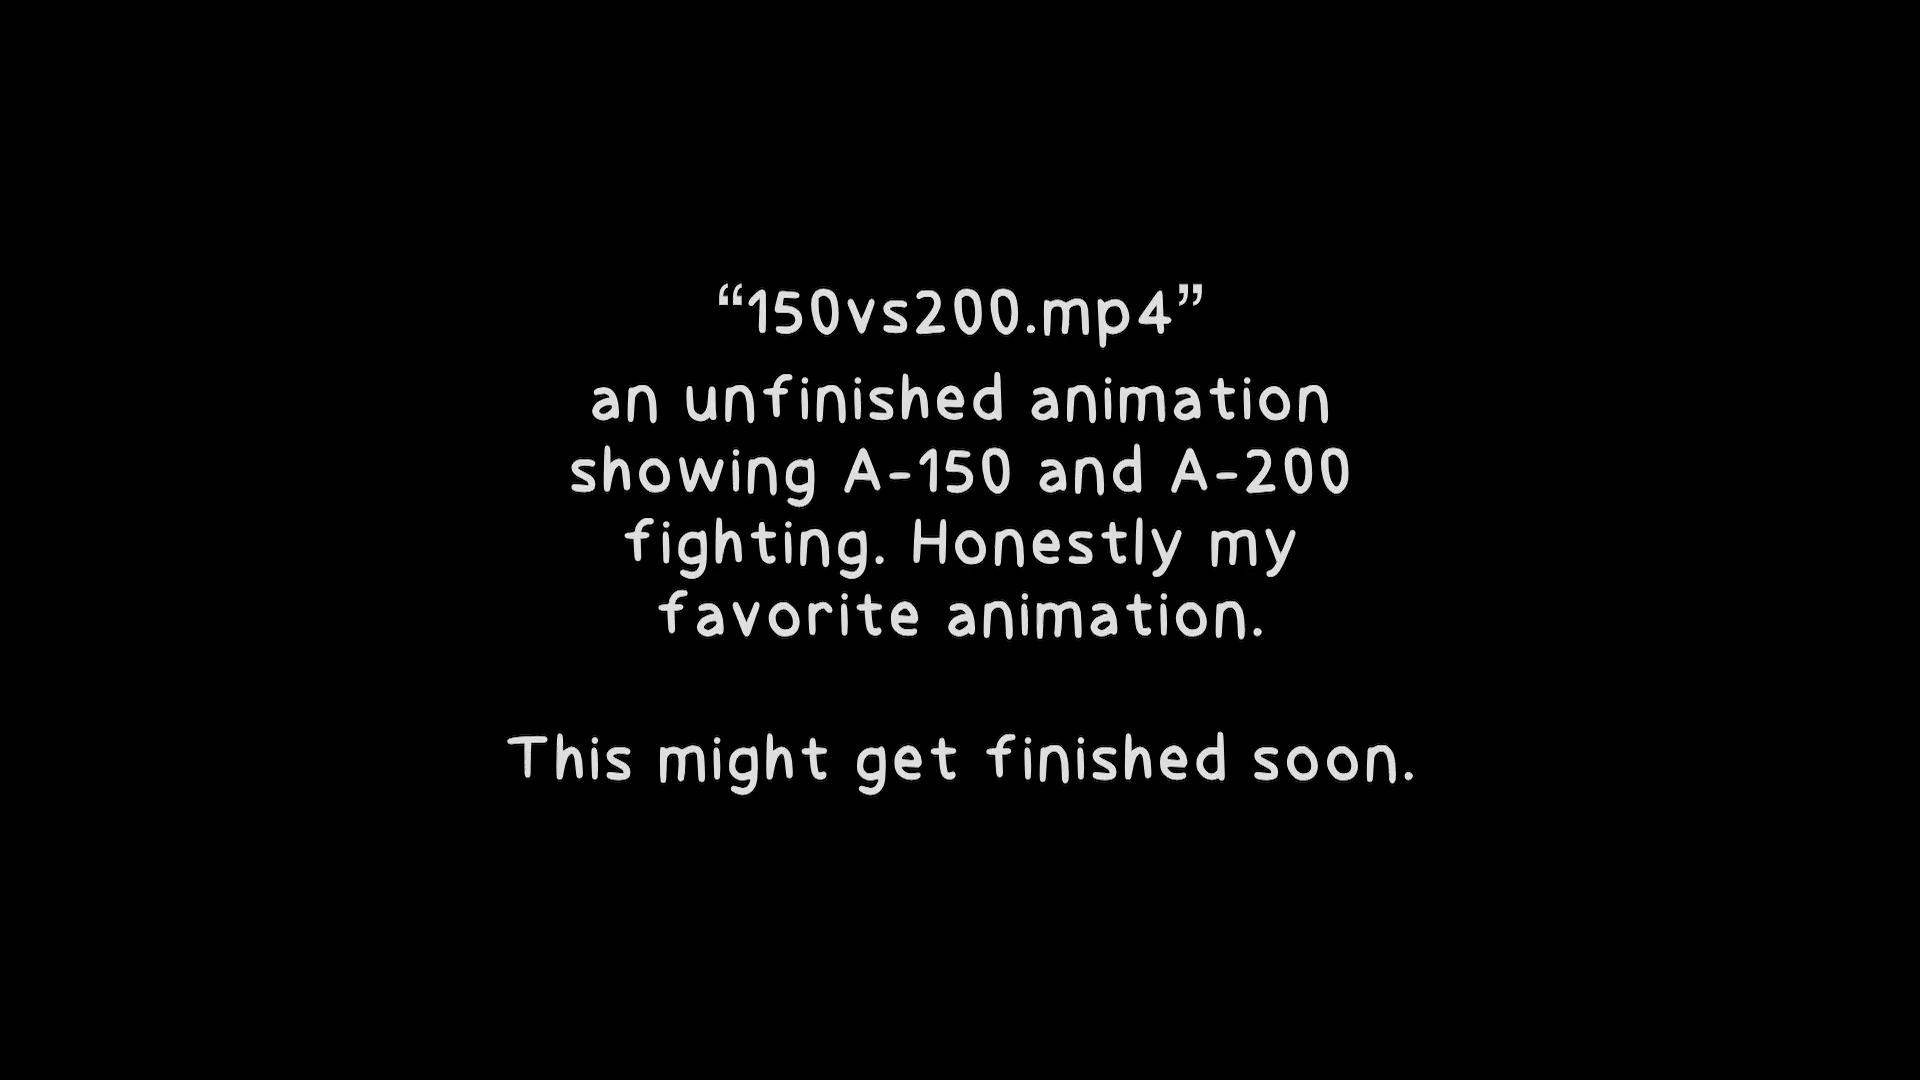 “150vs200.mp4”
an unfinished animation
showing A-150 and A-200
fighting. Honestly my
favorite animation.
This might get finished soon.